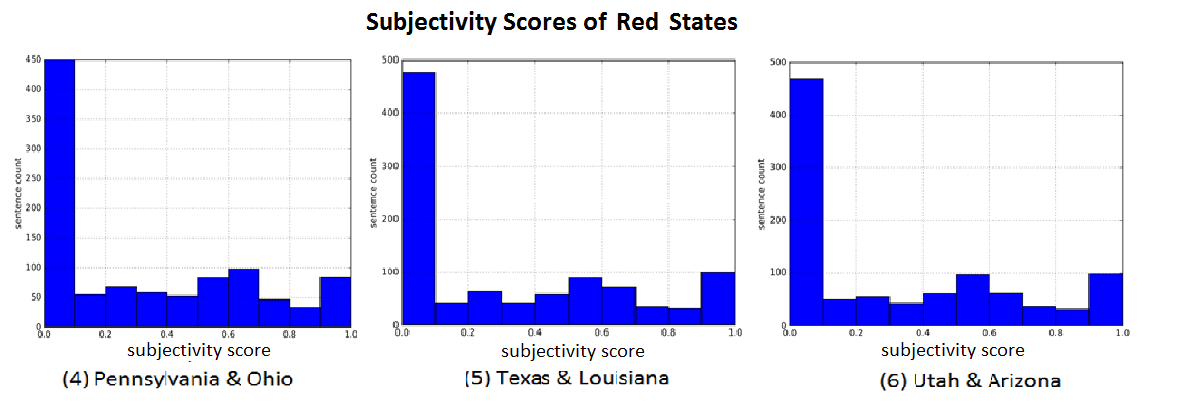 Subjectivity Scores of Red States
sentence count
450
400
350
300
250
200
150
100
50
0
0.0 0.2 0.4 0.6 0.8 1.0
subjectivity score
(4) Pennsylvania & Ohio
sentence count
500
400
300
200
100
0
0.0 0.2 0.4 0.6 0.8 1.0
subjectivity score
(5) Texas & Louisiana
sentence count
500
400
300
200
100
0
0.0 0.2 0.4 0.6 0.8 1.0
subjectivity score
(6) Utah & Arizona